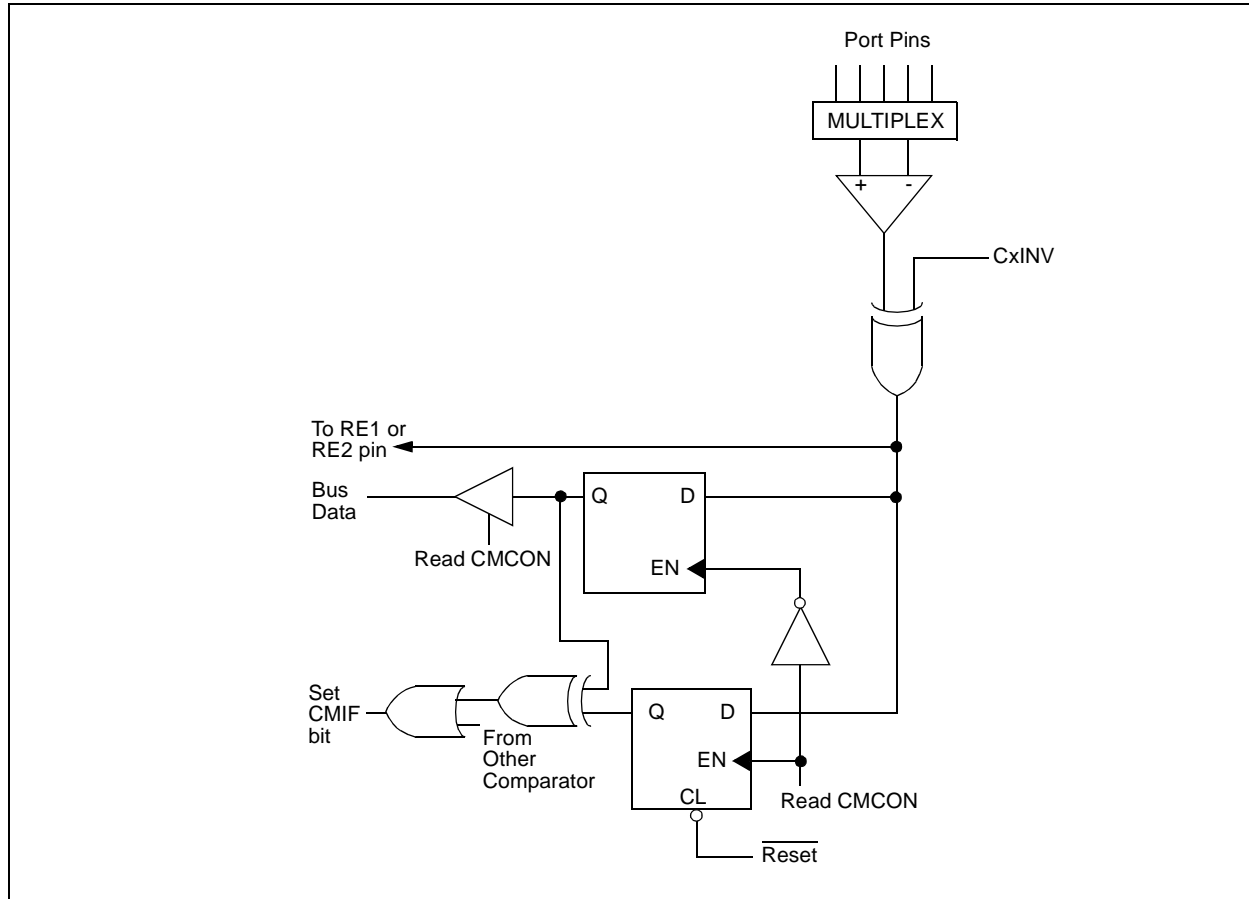 Port Pins
MULTIPLEX
+ -
CxINV
To RE1 or
RE2 pin
Bus
Data
Q D
EN
Read CMCON
Set
CMIF
bit
From
Other
Comparator
Q D
EN
CL
Read CMCON
Reset